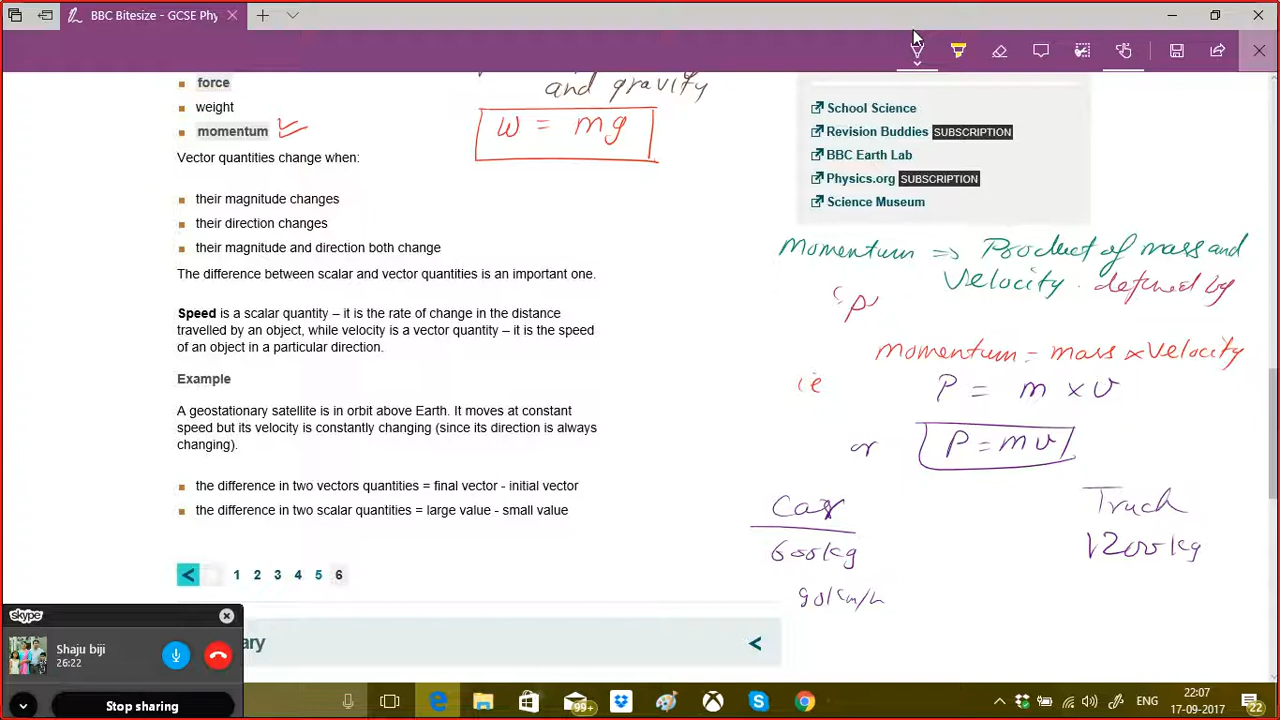 BBC Bitesize - GCSE Phy
force
weight
momentum
Vector quantities change when:
their magnitude changes
their direction changes
their magnitude and direction both change
The difference between scalar and vector quantities is an important one.
Speed is a scalar quantity – it is the rate of change in the distance
travelled by an object, while velocity is a vector quantity – it is the speed
of an object in a particular direction.
Example
A geostationary satellite is in orbit above Earth. It moves at constant
speed but its velocity is constantly changing (since its direction is always
changing).
the difference in two vectors quantities = final vector - initial vector
the difference in two scalar quantities = large value - small value
1 2 3 4 5 6
ary
and gravity
w = mg
School Science
Revision Buddies SUBSCRIPTION
BBC Earth Lab
Physics.org SUBSCRIPTION
Science Museum
Momentum ⇒ Product of mass and
Velocity. defined by
'p'
Momentum = mass × Velocity
ie P = m × v
or P = mv
Car Truck
600kg 1200kg
90km/h
skype
Shaju biji
26:22
Stop sharing
99+
ENG
22:07
17-09-2017
22